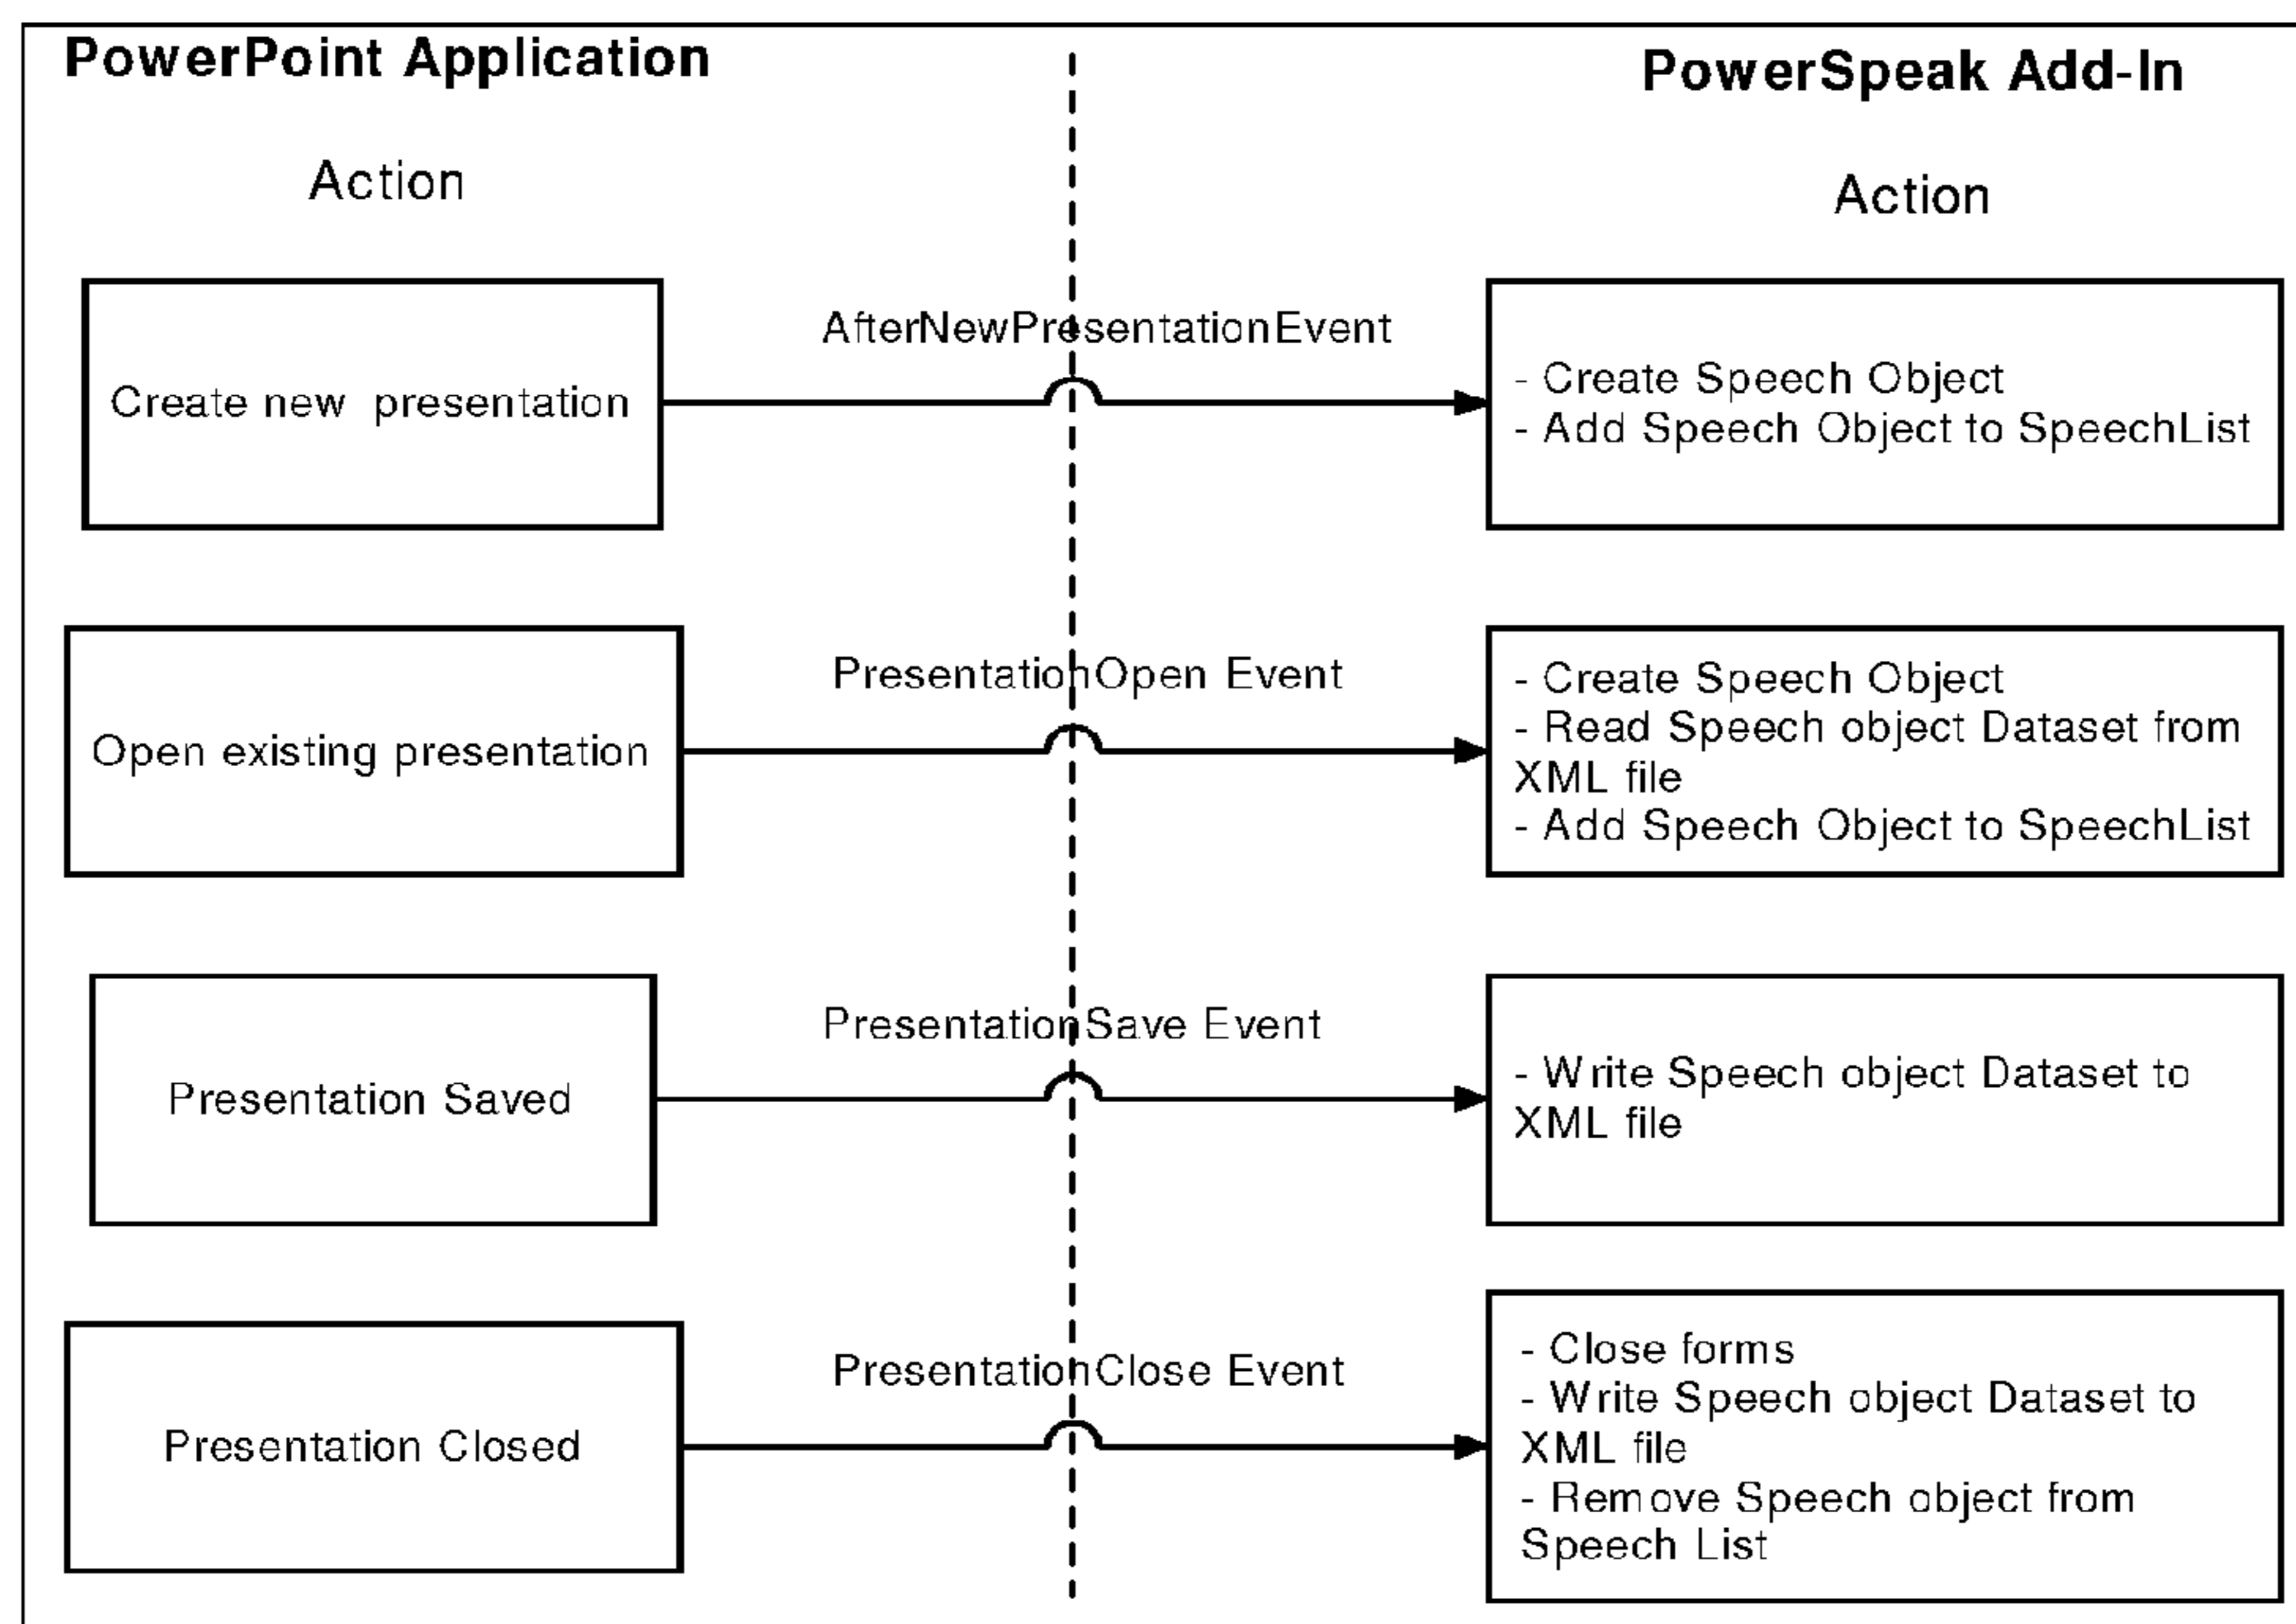 PowerPoint Application
PowerSpeak Add-In
Action
Action
Create new presentation
AfterNewPresentationEvent
- Create Speech Object
- Add Speech Object to SpeechList
Open existing presentation
PresentationOpen Event
- Create Speech Object
- Read Speech object Dataset from
XML file
- Add Speech Object to SpeechList
Presentation Saved
PresentationSave Event
- Write Speech object Dataset to
XML file
Presentation Closed
PresentationClose Event
- Close forms
- Write Speech object Dataset to
XML file
- Remove Speech object from
Speech List